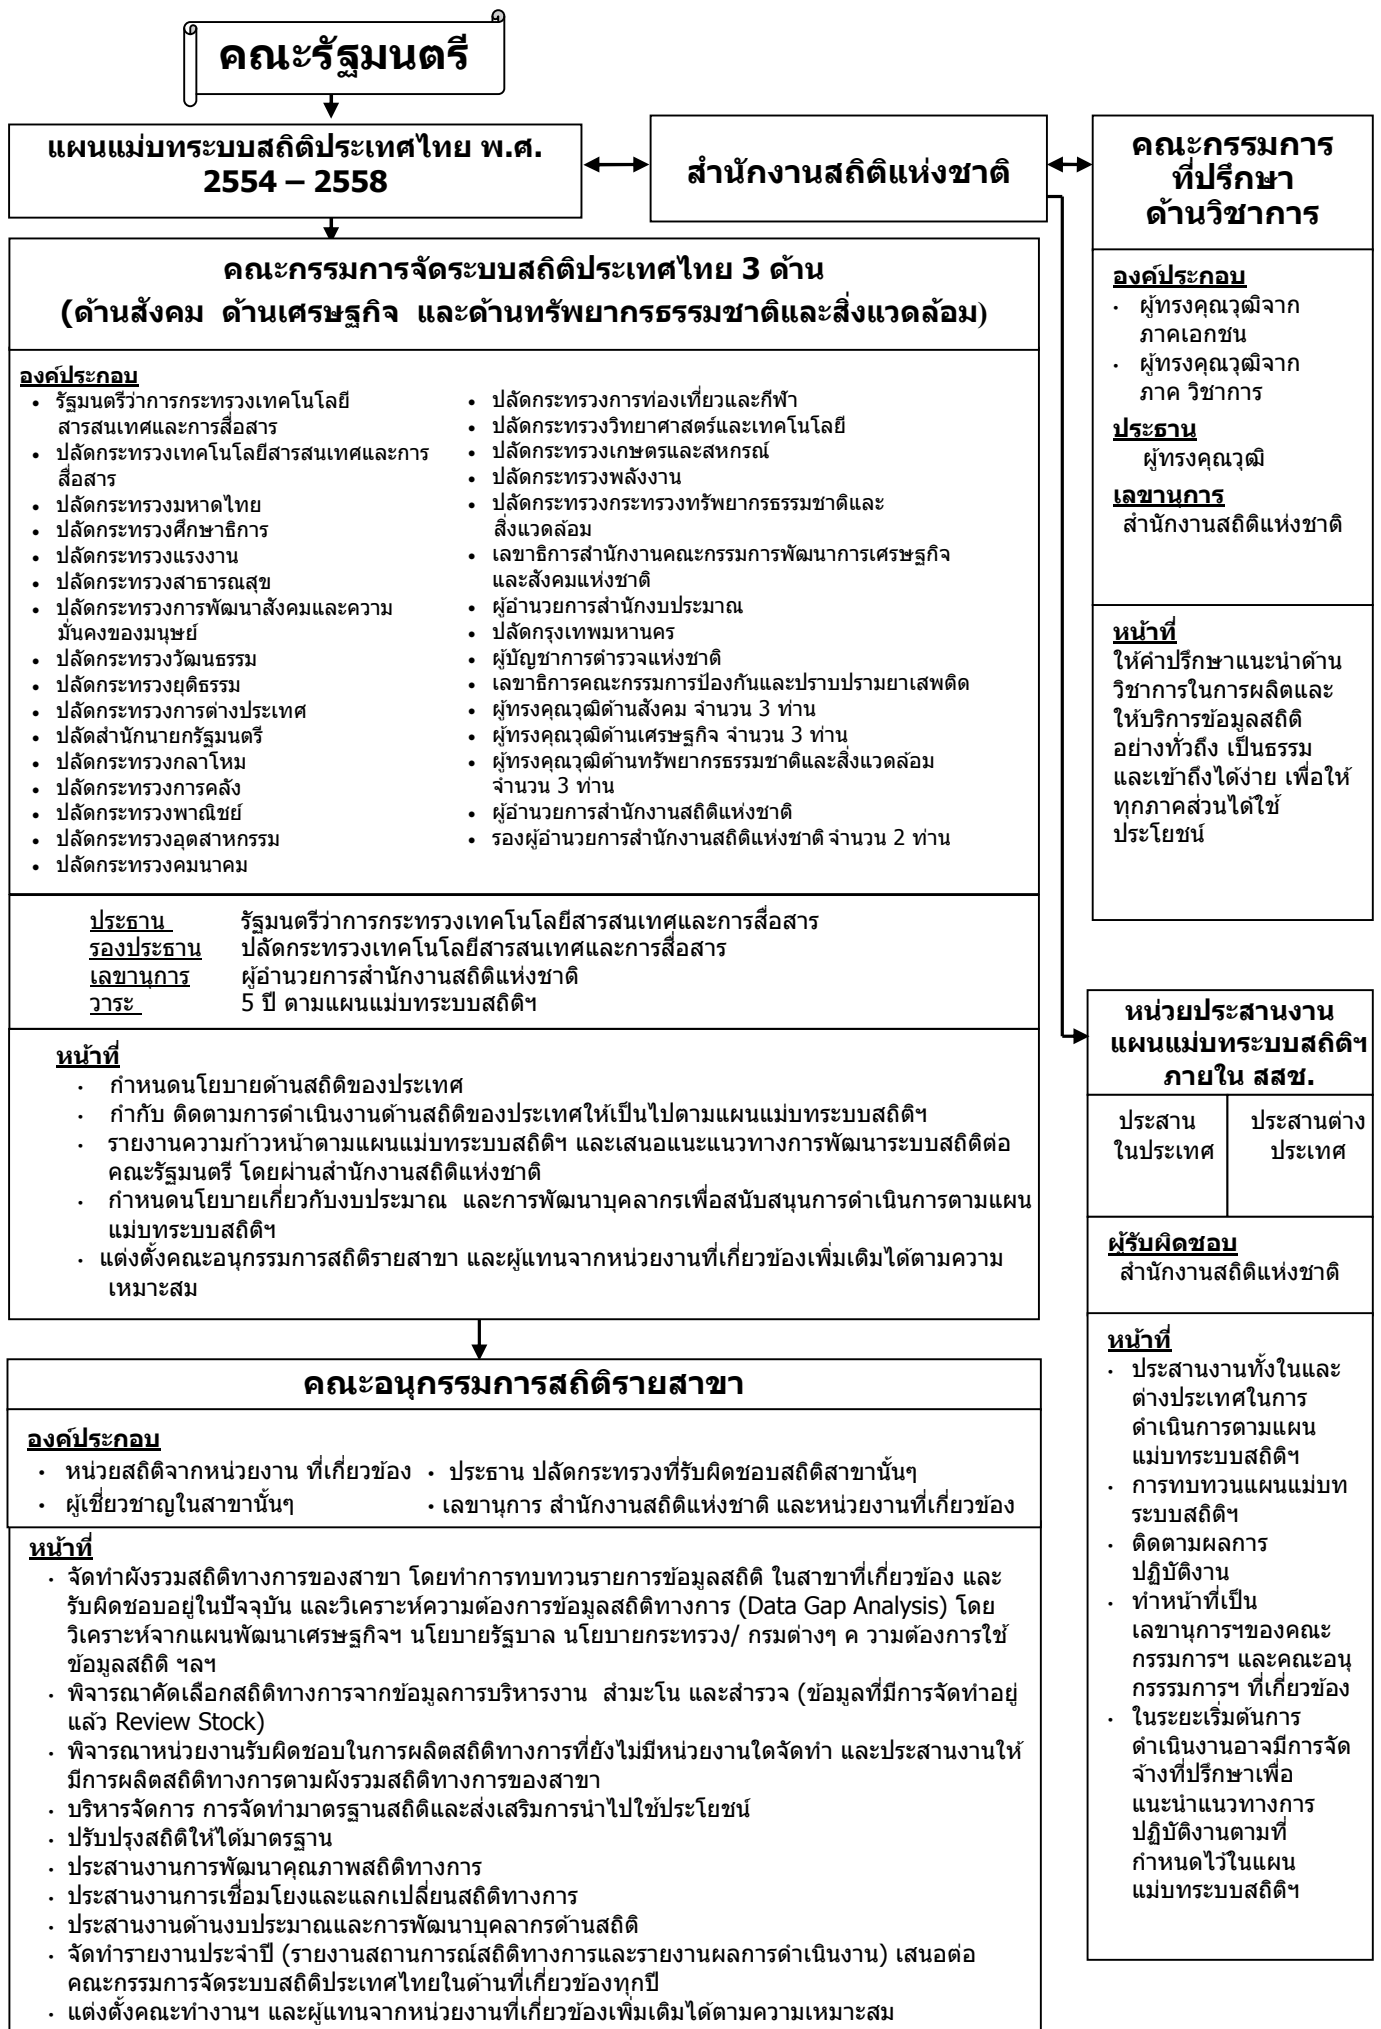 คณะรัฐมนตรี
แผนแม่บทระบบสถิติประเทศไทย พ.ศ.
2554 – 2558
สำนักงานสถิติแห่งชาติ
คณะกรรมการ
ที่ปรึกษา
ด้านวิชาการ
องค์ประกอบ
• ผู้ทรงคุณวุฒิจาก
ภาคเอกชน
• ผู้ทรงคุณวุฒิจาก
ภาค วิชาการ
ประธาน
ผู้ทรงคุณวุฒิ
เลขานุการ
สำนักงานสถิติแห่งชาติ
หน้าที่
ให้คำปรึกษาแนะนำด้าน
วิชาการในการผลิตและ
ให้บริการข้อมูลสถิติ
อย่างทั่วถึง เป็นธรรม
และเข้าถึงได้ง่าย เพื่อให้
ทุกภาคส่วนได้ใช้
ประโยชน์
คณะกรรมการจัดระบบสถิติประเทศไทย 3 ด้าน
(ด้านสังคม ด้านเศรษฐกิจ และด้านทรัพยากรธรรมชาติและสิ่งแวดล้อม)
องค์ประกอบ
• รัฐมนตรีว่าการกระทรวงเทคโนโลยี
สารสนเทศและการสื่อสาร
• ปลัดกระทรวงเทคโนโลยีสารสนเทศและการ
สื่อสาร
• ปลัดกระทรวงมหาดไทย
• ปลัดกระทรวงศึกษาธิการ
• ปลัดกระทรวงแรงงาน
• ปลัดกระทรวงสาธารณสุข
• ปลัดกระทรวงการพัฒนาสังคมและความ
มั่นคงของมนุษย์
• ปลัดกระทรวงวัฒนธรรม
• ปลัดกระทรวงยุติธรรม
• ปลัดกระทรวงการต่างประเทศ
• ปลัดสำนักนายกรัฐมนตรี
• ปลัดกระทรวงกลาโหม
• ปลัดกระทรวงการคลัง
• ปลัดกระทรวงพาณิชย์
• ปลัดกระทรวงอุตสาหกรรม
• ปลัดกระทรวงคมนาคม
• ปลัดกระทรวงการท่องเที่ยวและกีฬา
• ปลัดกระทรวงวิทยาศาสตร์และเทคโนโลยี
• ปลัดกระทรวงเกษตรและสหกรณ์
• ปลัดกระทรวงพลังงาน
• ปลัดกระทรวงกระทรวงทรัพยากรธรรมชาติและ
สิ่งแวดล้อม
• เลขาธิการสำนักงานคณะกรรมการพัฒนาการเศรษฐกิจ
และสังคมแห่งชาติ
• ผู้อำนวยการสำนักงบประมาณ
• ปลัดกรุงเทพมหานคร
• ผู้บัญชาการตำรวจแห่งชาติ
• เลขาธิการคณะกรรมการป้องกันและปราบปรามยาเสพติด
• ผู้ทรงคุณวุฒิด้านสังคม จำนวน 3 ท่าน
• ผู้ทรงคุณวุฒิด้านเศรษฐกิจ จำนวน 3 ท่าน
• ผู้ทรงคุณวุฒิด้านทรัพยากรธรรมชาติและสิ่งแวดล้อม
จำนวน 3 ท่าน
• ผู้อำนวยการสำนักงานสถิติแห่งชาติ
• รองผู้อำนวยการสำนักงานสถิติแห่งชาติ จำนวน 2 ท่าน
ประธาน รัฐมนตรีว่าการกระทรวงเทคโนโลยีสารสนเทศและการสื่อสาร
รองประธาน ปลัดกระทรวงเทคโนโลยีสารสนเทศและการสื่อสาร
เลขานุการ ผู้อำนวยการสำนักงานสถิติแห่งชาติ
วาระ 5 ปี ตามแผนแม่บทระบบสถิติฯ
หน้าที่
• กำหนดนโยบายด้านสถิติของประเทศ
• กำกับ ติดตามการดำเนินงานด้านสถิติของประเทศให้เป็นไปตามแผนแม่บทระบบสถิติฯ
• รายงานความก้าวหน้าตามแผนแม่บทระบบสถิติฯ และเสนอแนะแนวทางการพัฒนาระบบสถิติต่อ
คณะรัฐมนตรี โดยผ่านสำนักงานสถิติแห่งชาติ
• กำหนดนโยบายเกี่ยวกับงบประมาณ และการพัฒนาบุคลากรเพื่อสนับสนุนการดำเนินการตามแผน
แม่บทระบบสถิติฯ
• แต่งตั้งคณะอนุกรรมการสถิติรายสาขา และผู้แทนจากหน่วยงานที่เกี่ยวข้องเพิ่มเติมได้ตามความ
เหมาะสม
หน่วยประสานงาน
แผนแม่บทระบบสถิติฯ
ภายใน สสช.
ประสาน
ในประเทศ
ประสานต่าง
ประเทศ
ผู้รับผิดชอบ
สำนักงานสถิติแห่งชาติ
หน้าที่
• ประสานงานทั้งในและ
ต่างประเทศในการ
ดำเนินการตามแผน
แม่บทระบบสถิติฯ
• การทบทวนแผนแม่บท
ระบบสถิติฯ
• ติดตามผลการ
ปฏิบัติงาน
• ทำหน้าที่เป็น
เลขานุการฯของคณะ
กรรมการฯ และคณะอนุ
กรรรมการฯ ที่เกี่ยวข้อง
• ในระยะเริ่มต้นการ
ดำเนินงานอาจมีการจัด
จ้างที่ปรึกษาเพื่อ
แนะนำแนวทางการ
ปฏิบัติงานตามที่
กำหนดไว้ในแผน
แม่บทระบบสถิติฯ
คณะอนุกรรมการสถิติรายสาขา
องค์ประกอบ
• หน่วยสถิติจากหน่วยงาน ที่เกี่ยวข้อง • ประธาน ปลัดกระทรวงที่รับผิดชอบสถิติสาขานั้นๆ
• ผู้เชี่ยวชาญในสาขานั้นๆ • เลขานุการ สำนักงานสถิติแห่งชาติ และหน่วยงานที่เกี่ยวข้อง
หน้าที่
• จัดทำผังรวมสถิติทางการของสาขา โดยทำการทบทวนรายการข้อมูลสถิติ ในสาขาที่เกี่ยวข้อง และ
รับผิดชอบอยู่ในปัจจุบัน และวิเคราะห์ความต้องการข้อมูลสถิติทางการ (Data Gap Analysis) โดย
วิเคราะห์จากแผนพัฒนาเศรษฐกิจฯ นโยบายรัฐบาล นโยบายกระทรวง/ กรมต่างๆ ค วามต้องการใช้
ข้อมูลสถิติ ฯลฯ
• พิจารณาคัดเลือกสถิติทางการจากข้อมูลการบริหารงาน สำมะโน และสำรวจ (ข้อมูลที่มีการจัดทำอยู่
แล้ว Review Stock)
• พิจารณาหน่วยงานรับผิดชอบในการผลิตสถิติทางการที่ยังไม่มีหน่วยงานใดจัดทำ และประสานงานให้
มีการผลิตสถิติทางการตามผังรวมสถิติทางการของสาขา
• บริหารจัดการ การจัดทำมาตรฐานสถิติและส่งเสริมการนำไปใช้ประโยชน์
• ปรับปรุงสถิติให้ได้มาตรฐาน
• ประสานงานการพัฒนาคุณภาพสถิติทางการ
• ประสานงานการเชื่อมโยงและแลกเปลี่ยนสถิติทางการ
• ประสานงานด้านงบประมาณและการพัฒนาบุคลากรด้านสถิติ
• จัดทำรายงานประจำปี (รายงานสถานการณ์สถิติทางการและรายงานผลการดำเนินงาน) เสนอต่อ
คณะกรรมการจัดระบบสถิติประเทศไทยในด้านที่เกี่ยวข้องทุกปี
• แต่งตั้งคณะทำงานฯ และผู้แทนจากหน่วยงานที่เกี่ยวข้องเพิ่มเติมได้ตามความเหมาะสม